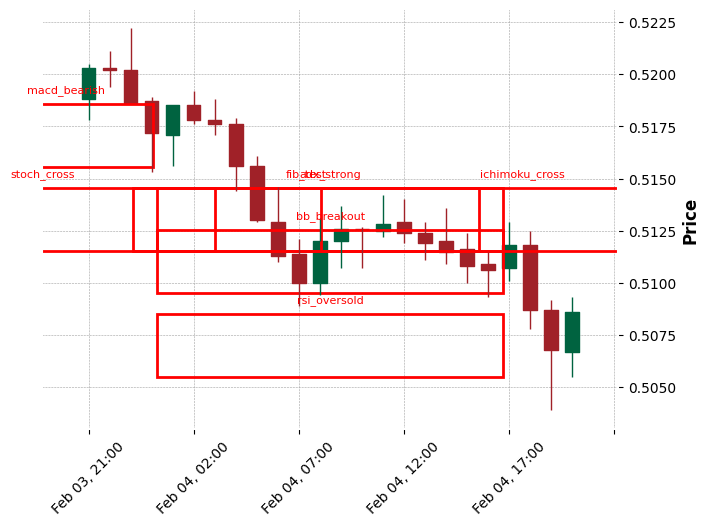 0.5225
0.5200
macd_bearish
0.5175
stoch_cross
fib_test
adx_strong
ichimoku_cross
0.5150
bb_breakout
0.5125
Price
rsi_oversold
0.5100
0.5075
0.5050
Feb 03, 21:00
Feb 04, 02:00
Feb 04, 07:00
Feb 04, 12:00
Feb 04, 17:00